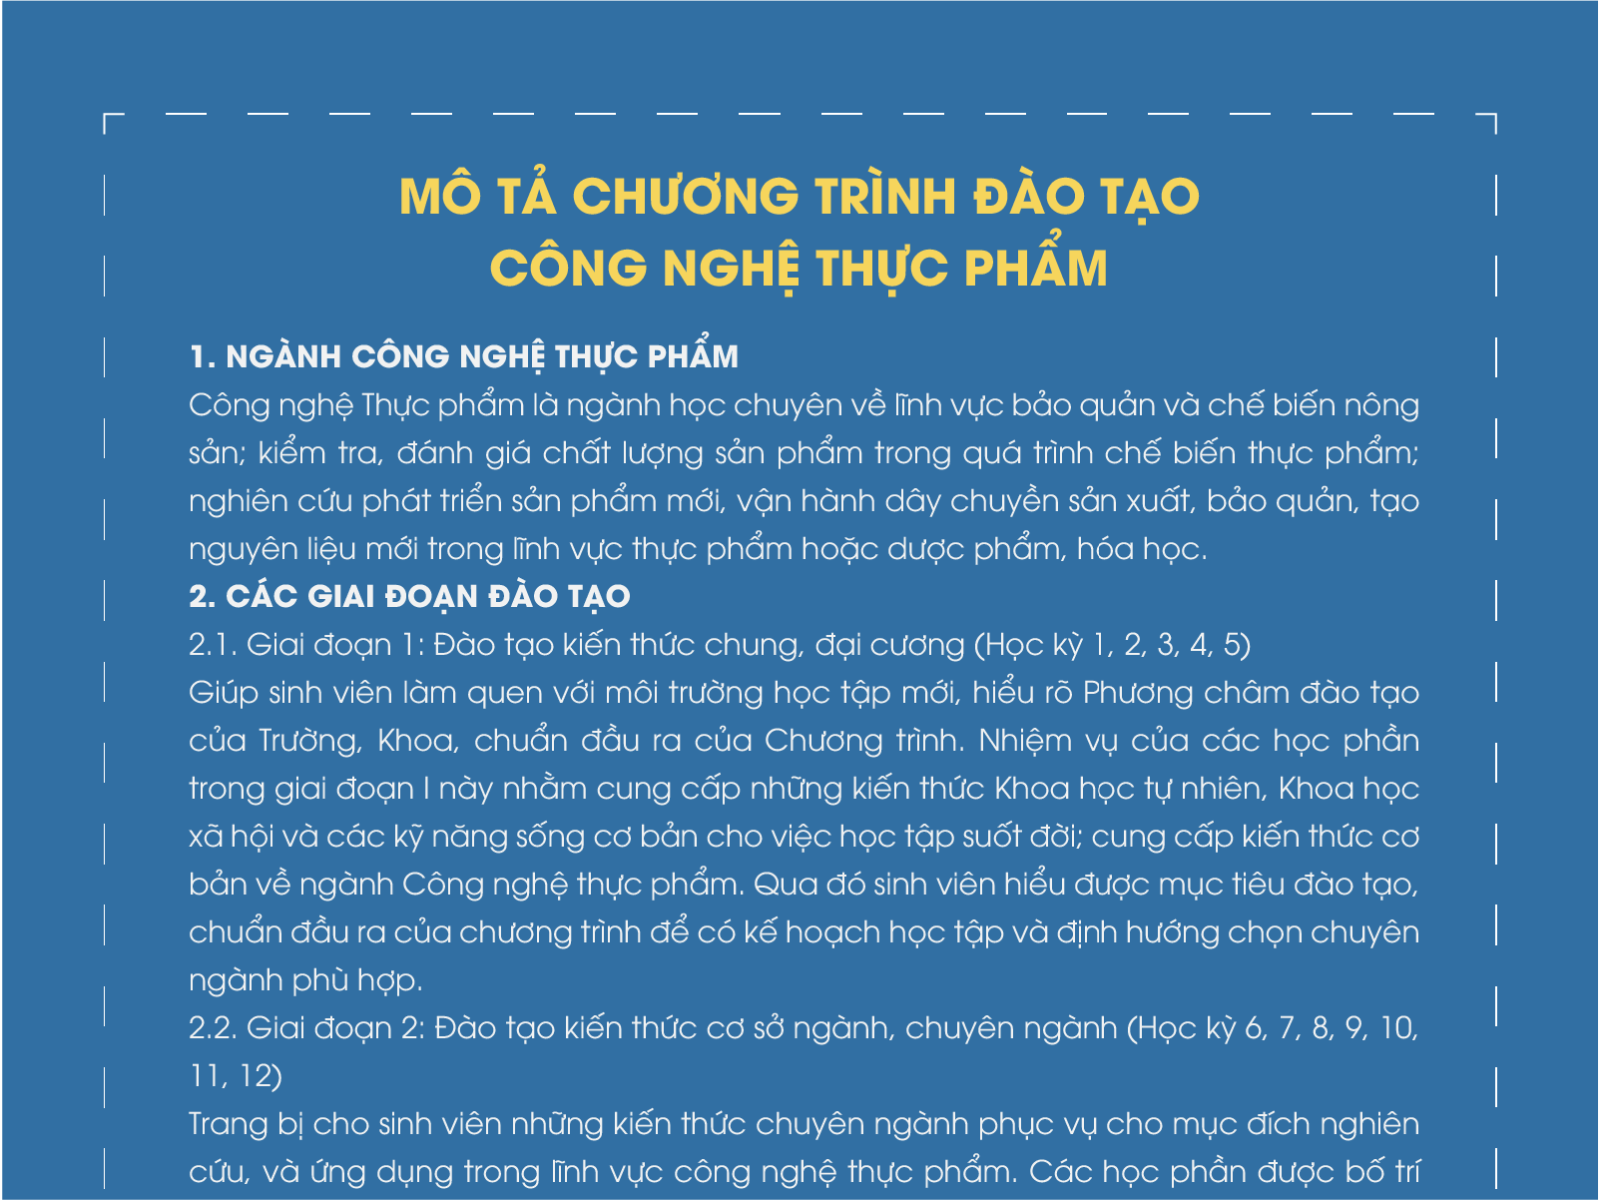 MÔ TẢ CHƯƠNG TRÌNH ĐÀO TẠO
CÔNG NGHỆ THỰC PHẨM
1. NGÀNH CÔNG NGHỆ THỰC PHẨM
Công nghệ Thực phẩm là ngành học chuyên về lĩnh vực bảo quản và chế biến nông
sản; kiểm tra, đánh giá chất lượng sản phẩm trong quá trình chế biến thực phẩm;
nghiên cứu phát triển sản phẩm mới, vận hành dây chuyền sản xuất, bảo quản, tạo
nguyên liệu mới trong lĩnh vực thực phẩm hoặc dược phẩm, hóa học.
2. CÁC GIAI ĐOẠN ĐÀO TẠO
2.1. Giai đoạn 1: Đào tạo kiến thức chung, đại cương (Học kỳ 1, 2, 3, 4, 5)
Giúp sinh viên làm quen với môi trường học tập mới, hiểu rõ Phương châm đào tạo
của Trường, Khoa, chuẩn đầu ra của Chương trình. Nhiệm vụ của các học phần
trong giai đoạn I này nhằm cung cấp những kiến thức Khoa học tự nhiên, Khoa học
xã hội và các kỹ năng sống cơ bản cho việc học tập suốt đời; cung cấp kiến thức cơ
bản về ngành Công nghệ thực phẩm. Qua đó sinh viên hiểu được mục tiêu đào tạo,
chuẩn đầu ra của chương trình để có kế hoạch học tập và định hướng chọn chuyên
ngành phù hợp.
2.2. Giai đoạn 2: Đào tạo kiến thức cơ sở ngành, chuyên ngành (Học kỳ 6, 7, 8, 9, 10,
11, 12)
Trang bị cho sinh viên những kiến thức chuyên ngành phục vụ cho mục đích nghiên
cứu, và ứng dụng trong lĩnh vực công nghệ thực phẩm. Các học phần được bố trí